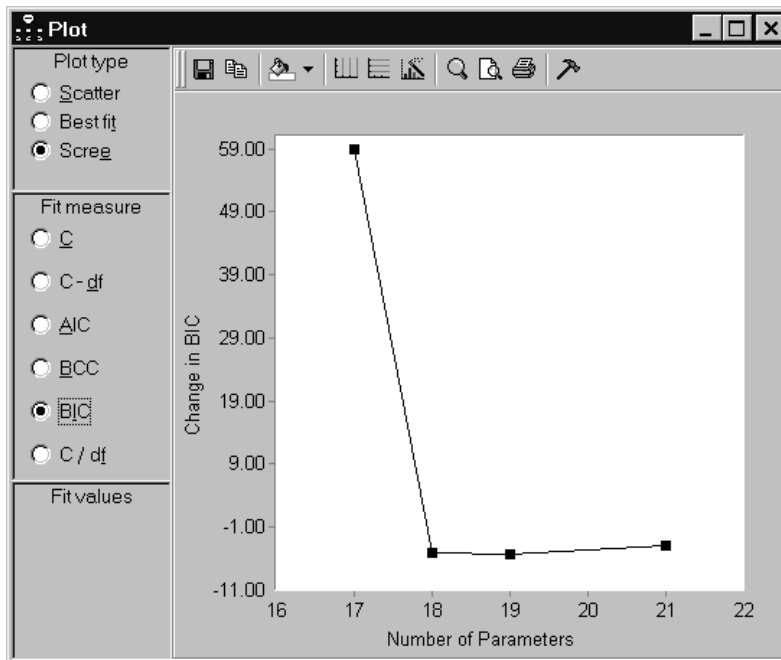 Plot
Plot type
Scatter
Best fit
Scree
Fit measure
C
C - df
AIC
BCC
BIC
C / df
Fit values
59.00
49.00
39.00
29.00
19.00
9.00
-1.00
-11.00
Change in BIC
16 17 18 19 20 21 22
Number of Parameters